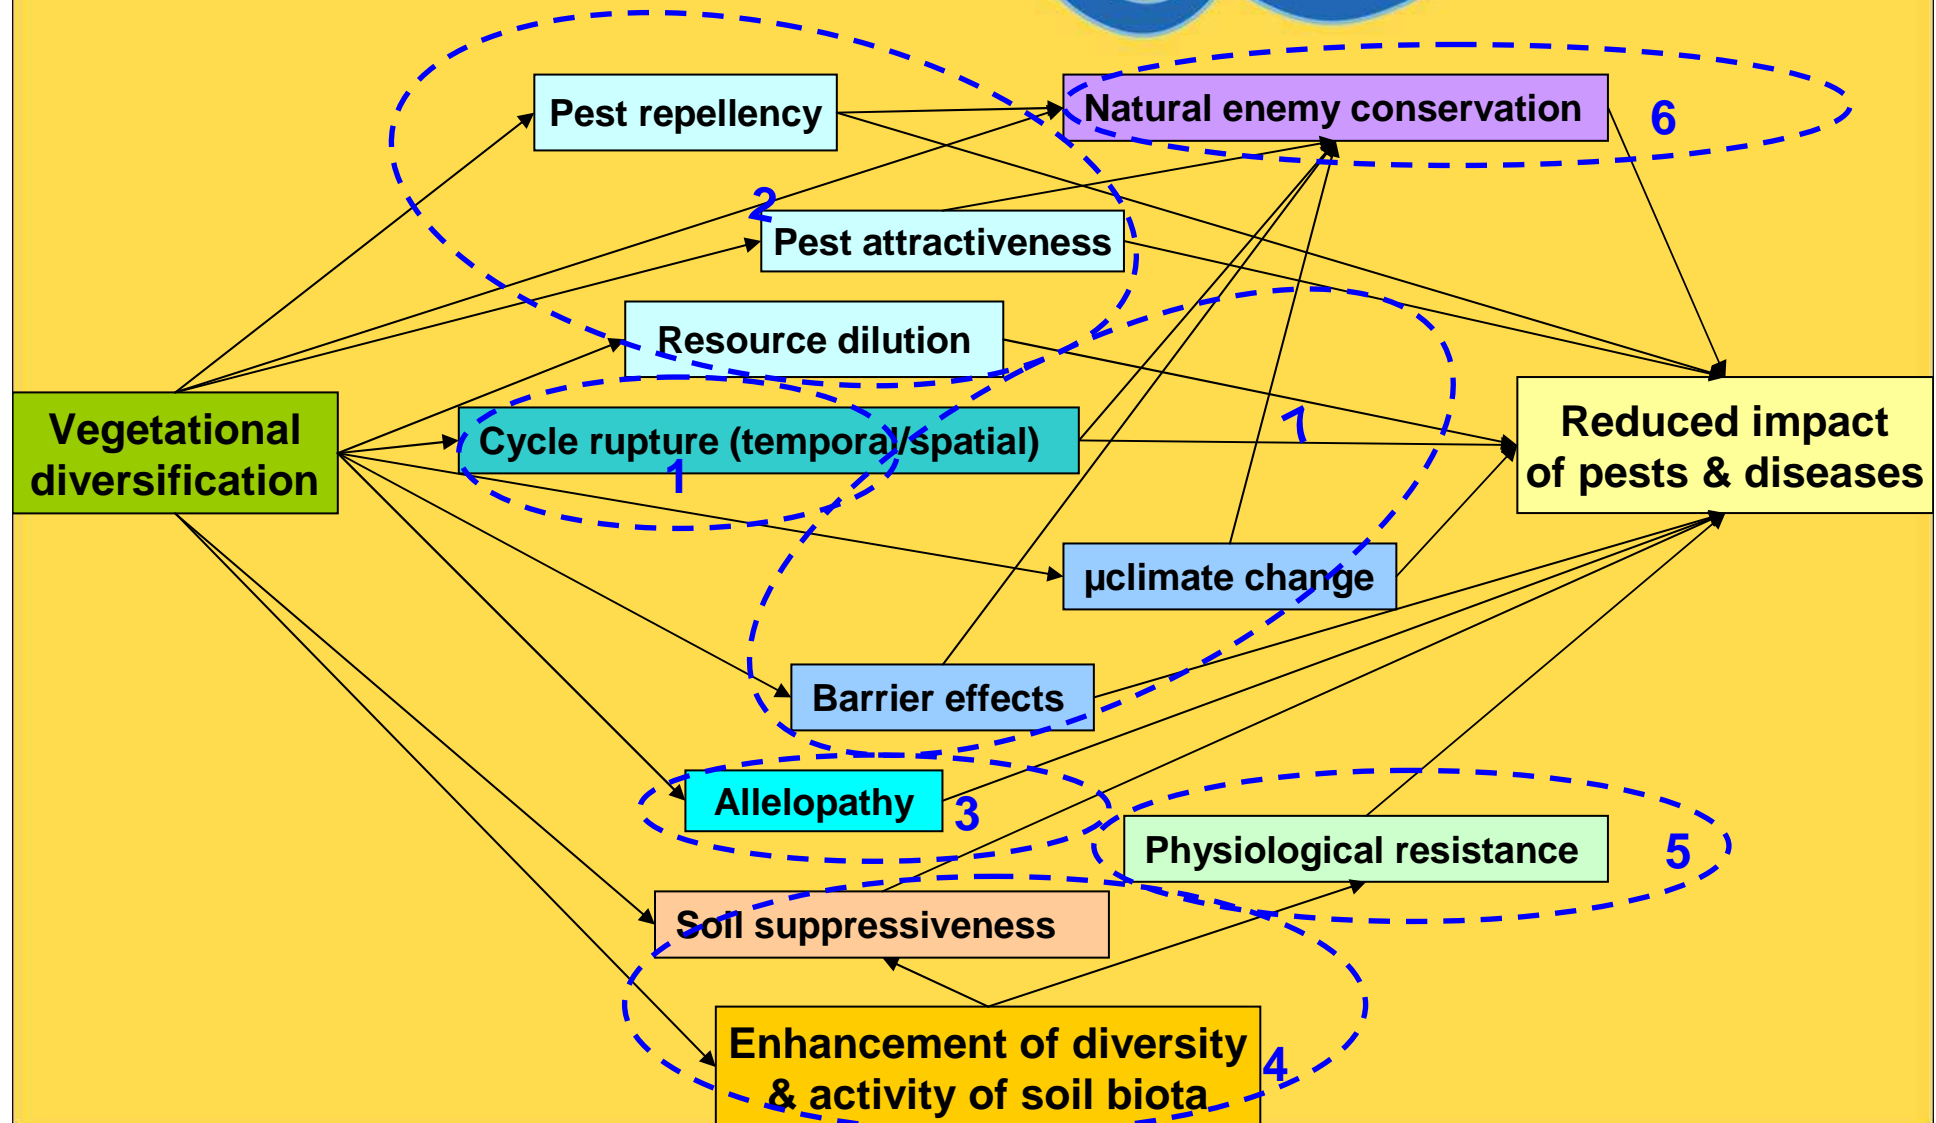 Pest repellency
Natural enemy conservation
6
2
Pest attractiveness
Resource dilution
Vegetational
diversification
Cycle rupture (temporal/spatial)
1
7
Reduced impact
of pests & diseases
µclimate change
Barrier effects
Allelopathy
3
Physiological resistance
5
Soil suppressiveness
Enhancement of diversity
& activity of soil biota
4